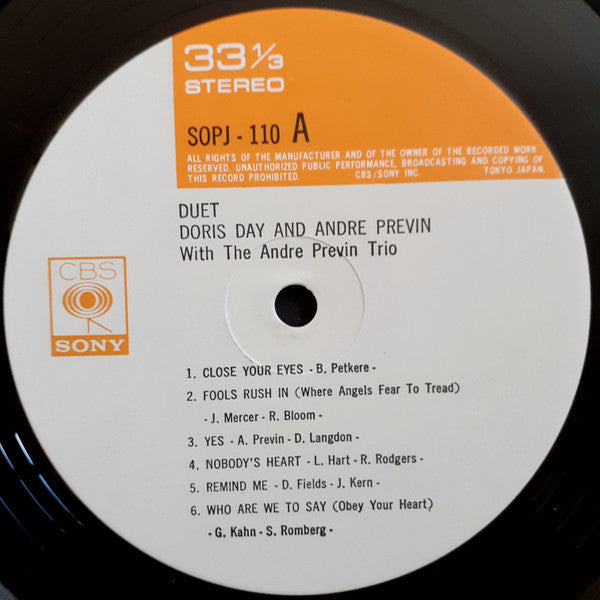 33 1/3
STEREO
SOPJ - 110 A
ALL RIGHTS OF THE MANUFACTURER AND OF THE OWNER OF THE RECORDED WORK
RESERVED. UNAUTHORIZED PUBLIC PERFORMANCE, BROADCASTING AND COPYING OF
THIS RECORD PROHIBITED. CBS/SONY INC. TOKYO JAPAN
DUET
DORIS DAY AND ANDRE PREVIN
With The Andre Previn Trio
CBS
SONY
1. CLOSE YOUR EYES - B. Petkere -
2. FOOLS RUSH IN (Where Angels Fear To Tread)
- J. Mercer - R. Bloom -
3. YES - A. Previn - D. Langdon -
4. NOBODY'S HEART - L. Hart - R. Rodgers -
5. REMIND ME - D. Fields - J. Kern -
6. WHO ARE WE TO SAY (Obey Your Heart)
- G. Kahn - S. Romberg -